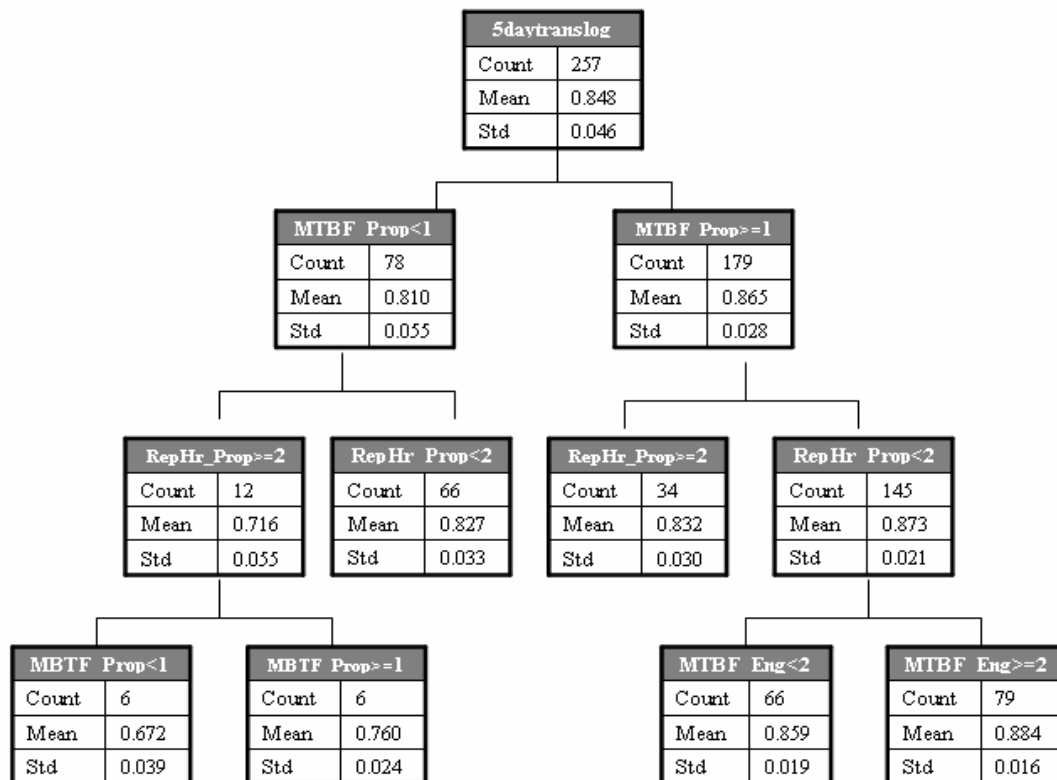 5daytranslog
Count 257
Mean 0.848
Std 0.046
MTBF Prop<1
Count 78
Mean 0.810
Std 0.055
MTBF Prop>=1
Count 179
Mean 0.865
Std 0.028
RepHr_Prop>=2
Count 12
Mean 0.716
Std 0.055
RepHr Prop<2
Count 66
Mean 0.827
Std 0.033
RepHr_Prop>=2
Count 34
Mean 0.832
Std 0.030
RepHr Prop<2
Count 145
Mean 0.873
Std 0.021
MBTF Prop<1
Count 6
Mean 0.672
Std 0.039
MBTF Prop>=1
Count 6
Mean 0.760
Std 0.024
MTBF Eng<2
Count 66
Mean 0.859
Std 0.019
MTBF Eng>=2
Count 79
Mean 0.884
Std 0.016